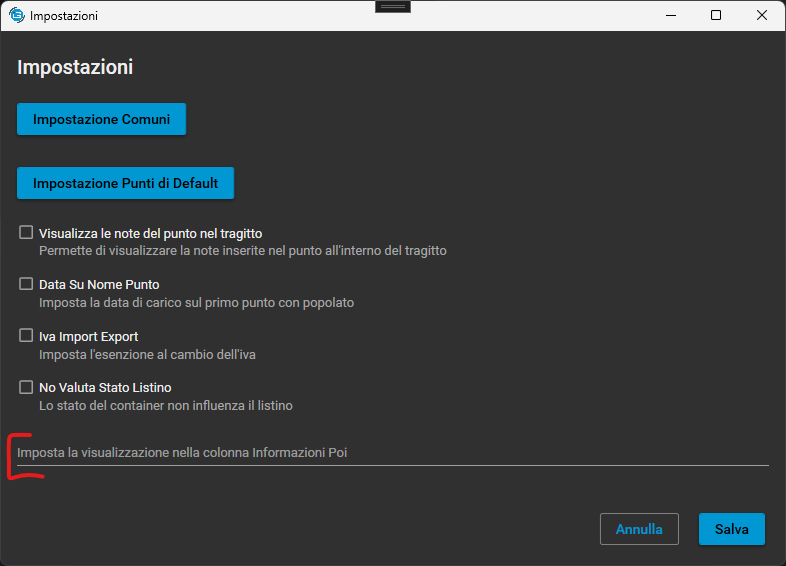 Impostazioni
Impostazioni
Impostazione Comuni
Impostazione Punti di Default
Visualizza le note del punto nel tragitto
Permette di visualizzare la note inserite nel punto all'interno del tragitto
Data Su Nome Punto
Imposta la data di carico sul primo punto con popolato
Iva Import Export
Imposta l'esenzione al cambio dell'iva
No Valuta Stato Listino
Lo stato del container non influenza il listino
Imposta la visualizzazione nella colonna Informazioni Poi
Annulla
Salva